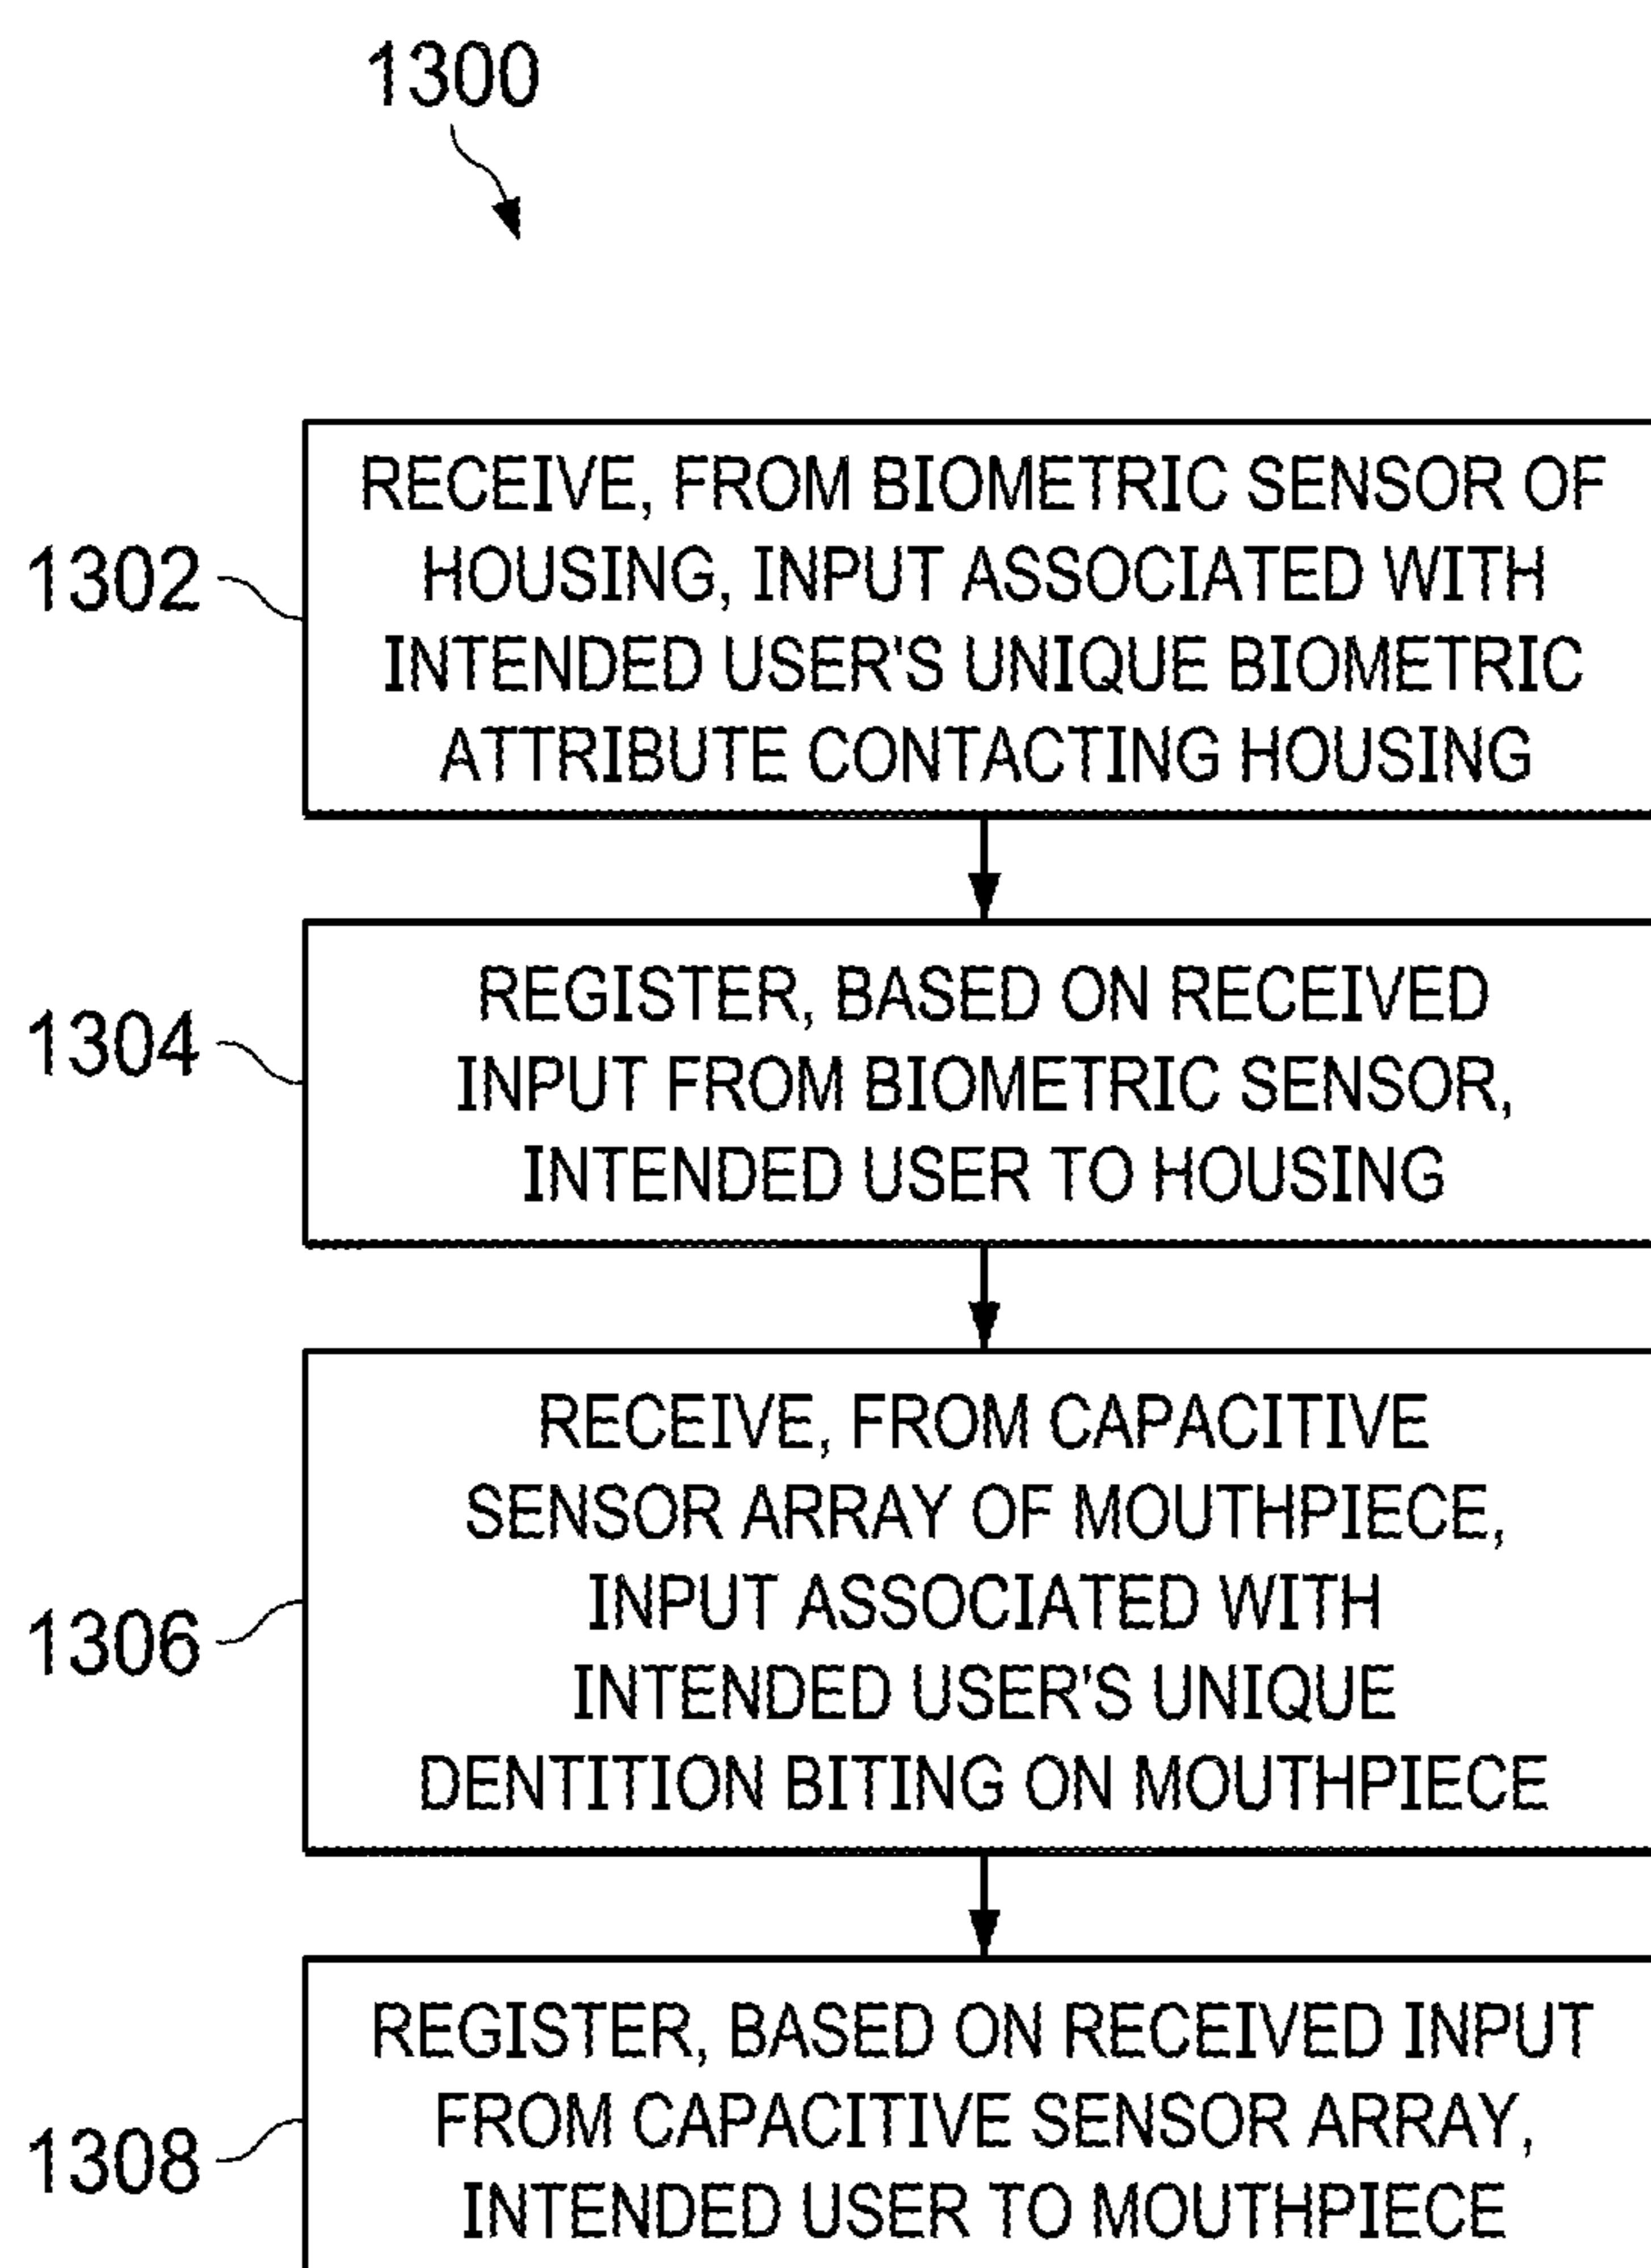 1300
1302
RECEIVE, FROM BIOMETRIC SENSOR OF
HOUSING, INPUT ASSOCIATED WITH
INTENDED USER'S UNIQUE BIOMETRIC
ATTRIBUTE CONTACTING HOUSING
1304
REGISTER, BASED ON RECEIVED
INPUT FROM BIOMETRIC SENSOR,
INTENDED USER TO HOUSING
1306
RECEIVE, FROM CAPACITIVE
SENSOR ARRAY OF MOUTHPIECE,
INPUT ASSOCIATED WITH
INTENDED USER'S UNIQUE
DENTITION BITING ON MOUTHPIECE
1308
REGISTER, BASED ON RECEIVED INPUT
FROM CAPACITIVE SENSOR ARRAY,
INTENDED USER TO MOUTHPIECE